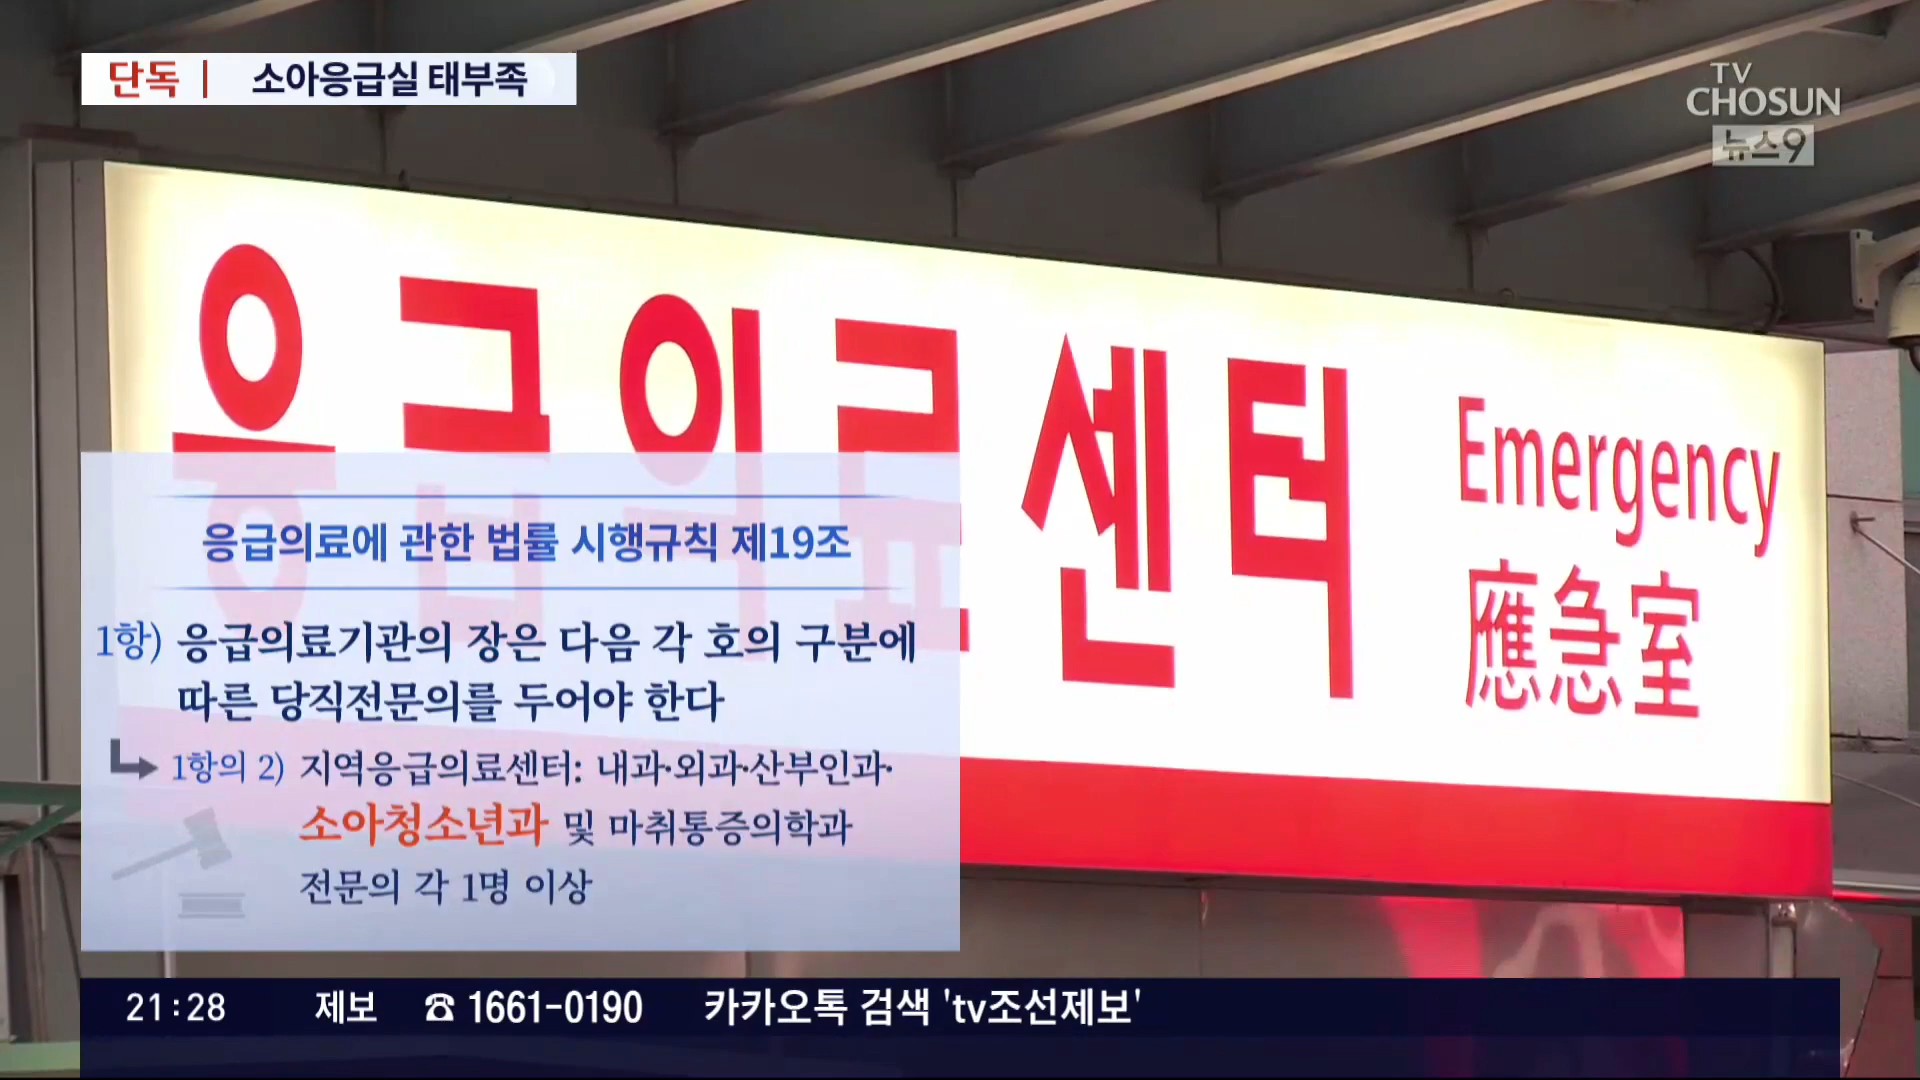 단독 | 소아응급실 태부족
TV
CHOSUN
뉴스9
응급의료센터
Emergency
應急室
응급의료에 관한 법률 시행규칙 제19조
1항) 응급의료기관의 장은 다음 각 호의 구분에
따른 당직전문의를 두어야 한다
1항의 2) 지역응급의료센터: 내과·외과·산부인과·
소아청소년과 및 마취통증의학과
전문의 각 1명 이상
21:28 제보 ☎ 1661-0190 카카오톡 검색 'tv조선제보'